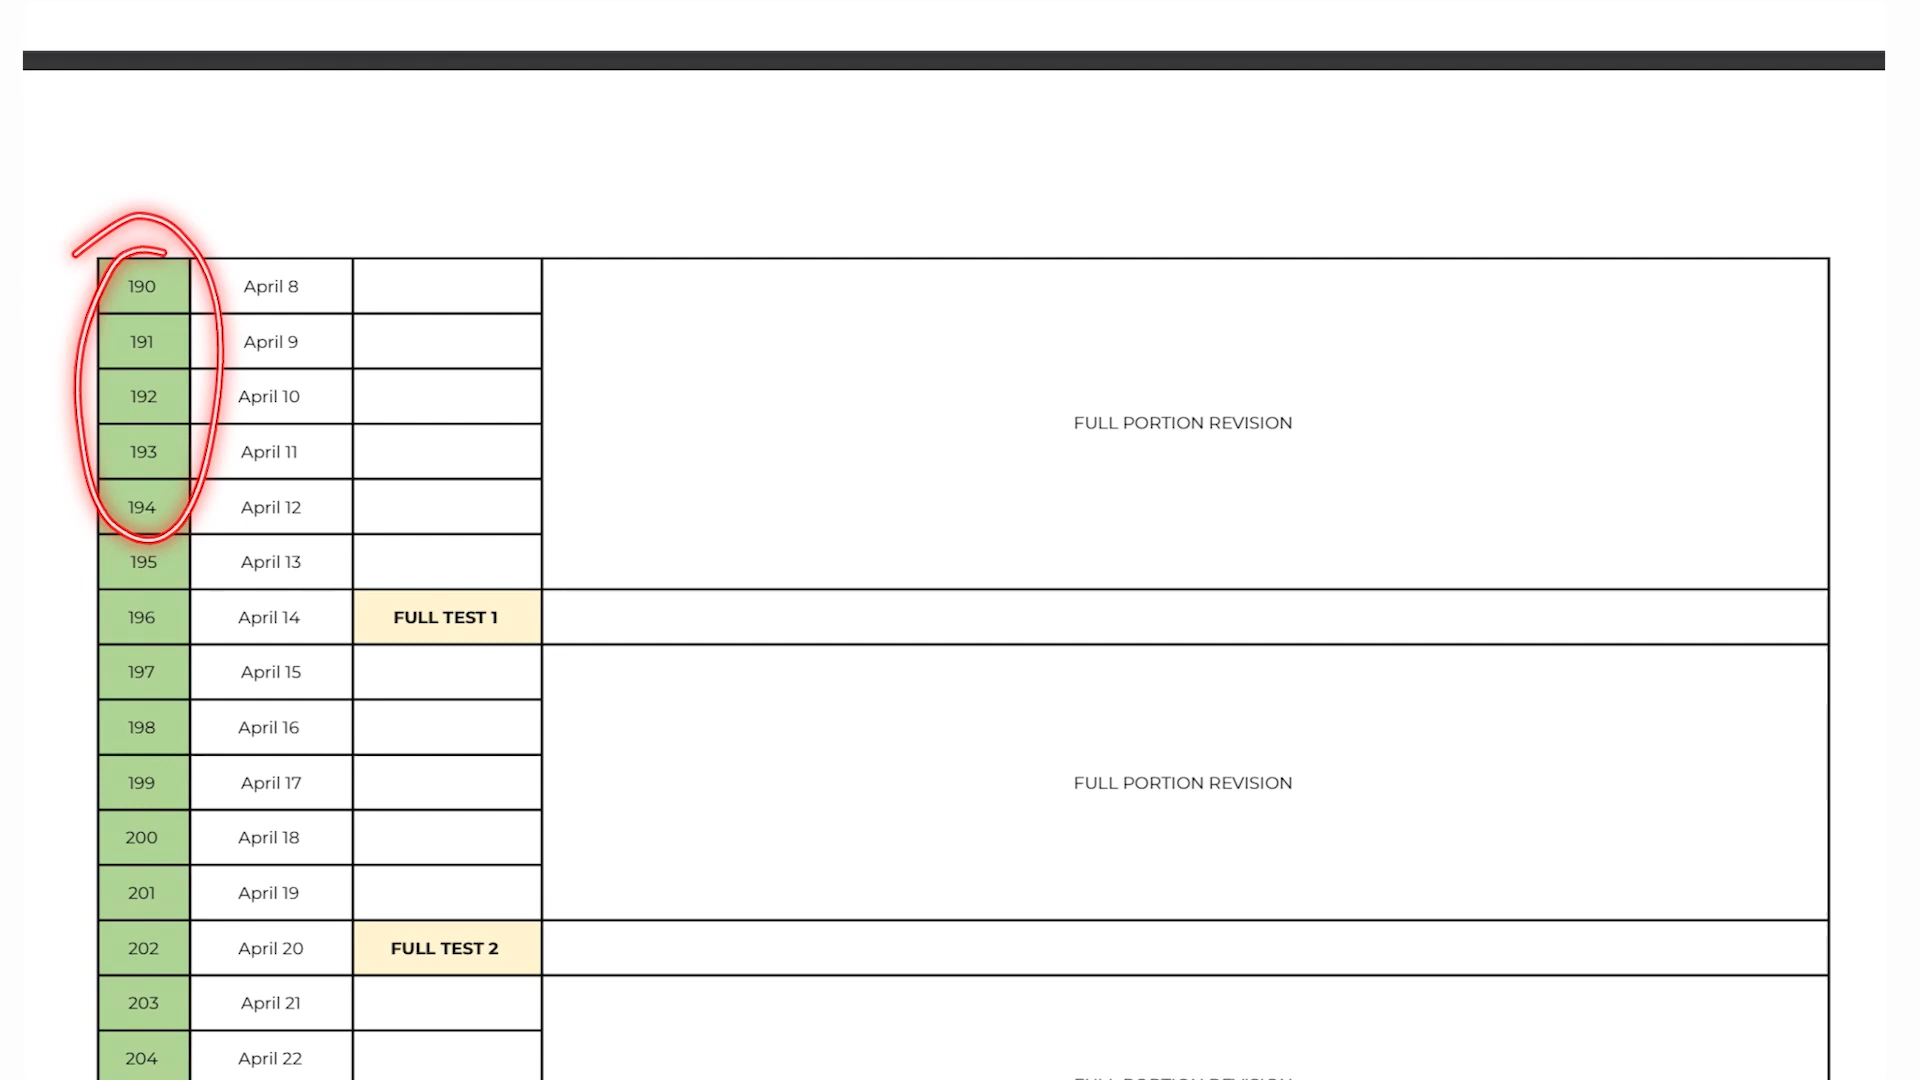 190 April 8
191 April 9
192 April 10
FULL PORTION REVISION
193 April 11
194 April 12
195 April 13
196 April 14 FULL TEST 1
197 April 15
198 April 16
199 April 17 FULL PORTION REVISION
200 April 18
201 April 19
202 April 20 FULL TEST 2
203 April 21
204 April 22